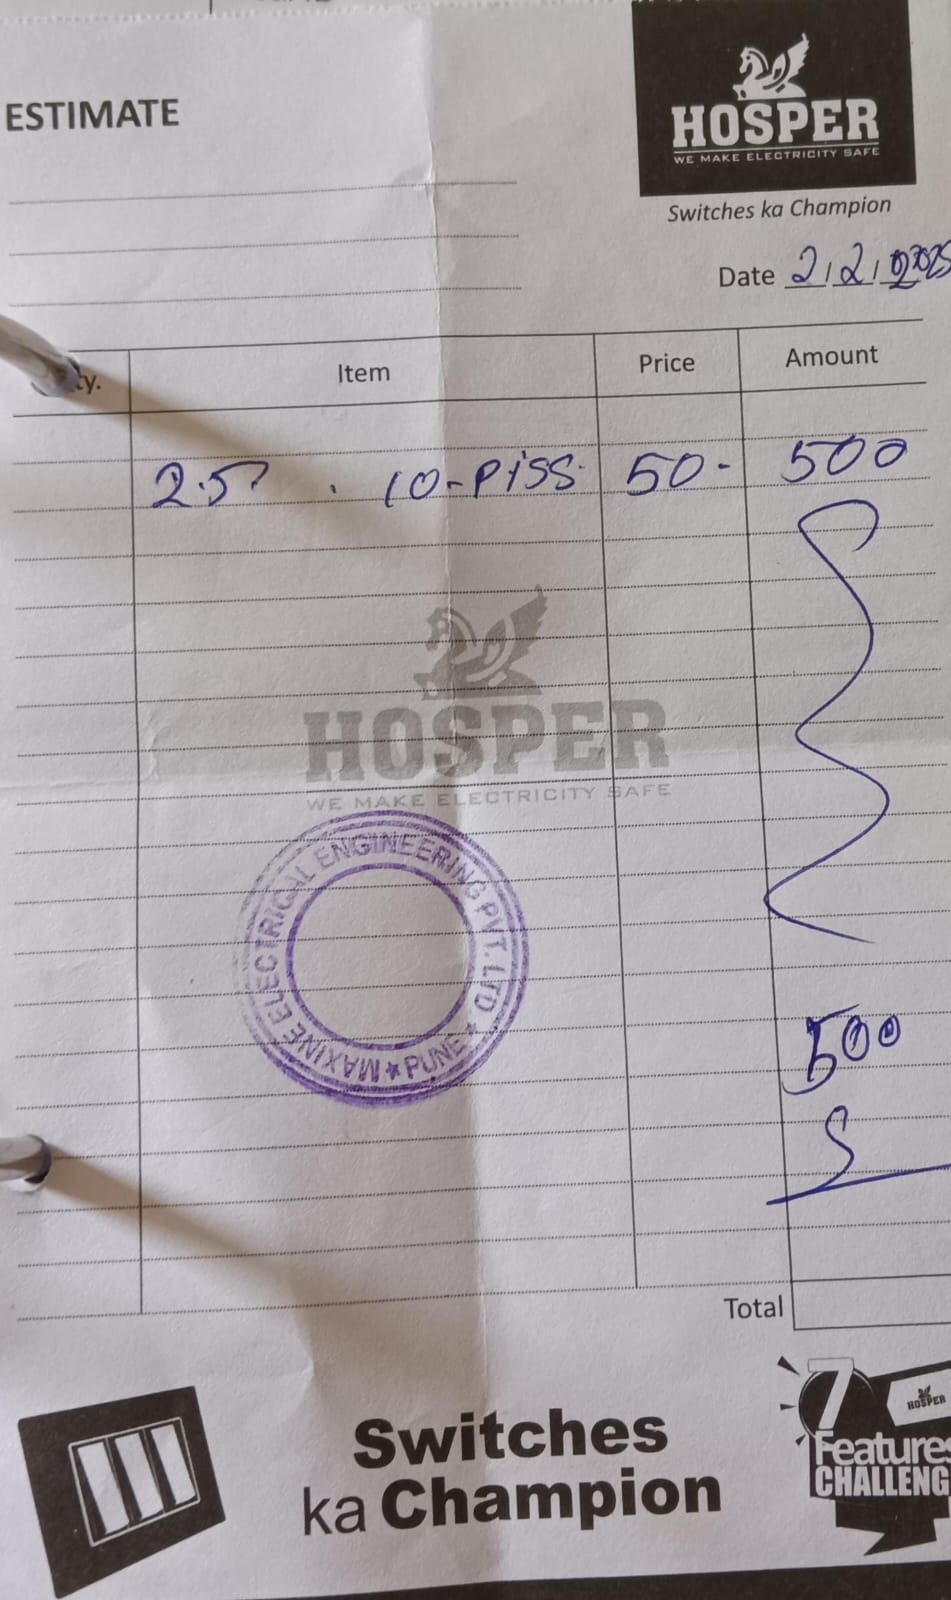 ESTIMATE
HOSPER
WE MAKE ELECTRICITY SAFE
Switches ka Champion
Date 2/2/2025
ty. Item Price Amount
2.5 10-Piss 50- 500
HOSPER
WE MAKE ELECTRICITY SAFE
MAXINE ELECTRICAL ENGINEERING PVT. LTD ★ PUNE ★
500
Total
7
HOSPER
Features
CHALLENG
Switches
ka Champion